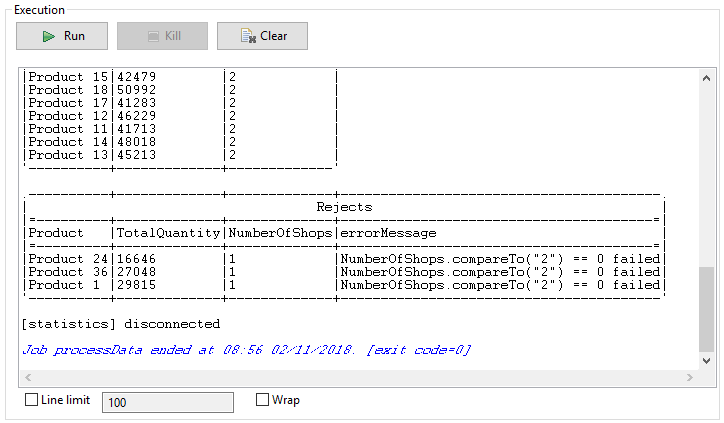 Execution
Run Kill Clear
|Product 15|42479 |2 |
|Product 18|50992 |2 |
|Product 17|41283 |2 |
|Product 12|46229 |2 |
|Product 11|41713 |2 |
|Product 14|48018 |2 |
|Product 13|45213 |2 |
'----------+-------------+-------------'
.----------+-------------+-------------+--------------------------------------.
| Rejects |
|=---------+-------------+-------------+-------------------------------------=|
|Product |TotalQuantity|NumberOfShops|errorMessage |
|=---------+-------------+-------------+-------------------------------------=|
|Product 24|16646 |1 |NumberOfShops.compareTo("2") == 0 failed|
|Product 36|27048 |1 |NumberOfShops.compareTo("2") == 0 failed|
|Product 1 |29815 |1 |NumberOfShops.compareTo("2") == 0 failed|
'----------+-------------+-------------+--------------------------------------'
[statistics] disconnected
Job processData ended at 08:56 02/11/2018. [exit code=0]
Line limit 100 Wrap